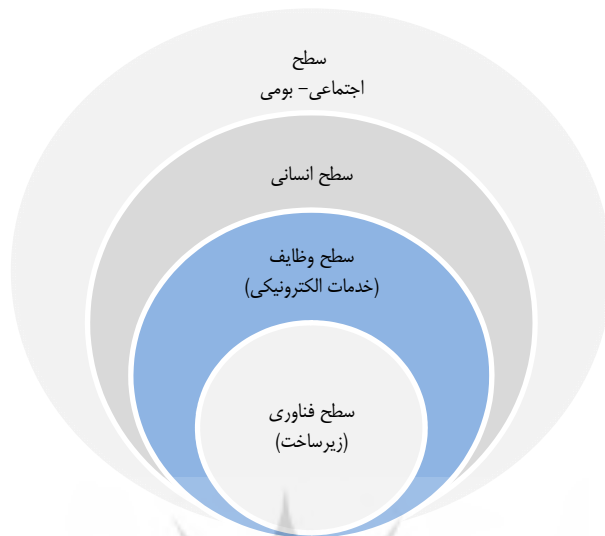 سطح
اجتماعی- بومی
سطح انسانی
سطح وظایف
(خدمات الکترونیکی)
سطح فناوری
(زیرساخت)